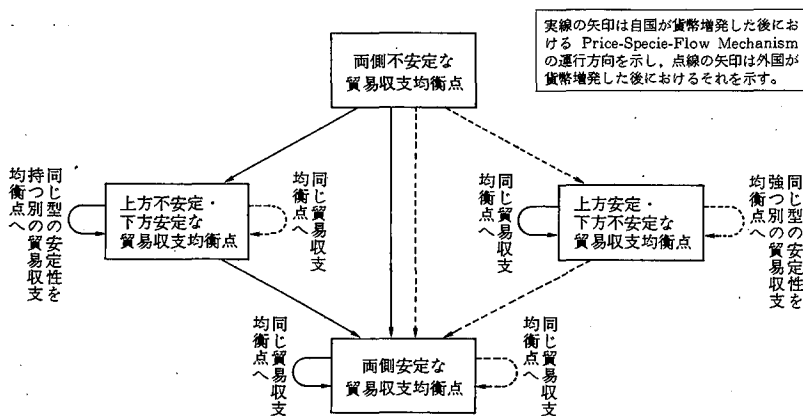 実線の矢印は自国が貨幣増発した後にお
ける Price-Specie-Flow Mechanism
の運行方向を示し，点線の矢印は外国が
貨幣増発した後におけるそれを示す。
両側不安定な
貿易収支均衡点
同じ型の安定性を
持つ別の貿易収支
均衡点へ
上方不安定・
下方安定な
貿易収支均衡点
同じ貿易収支
均衡点へ
同じ貿易収支
均衡点へ
上方安定・
下方不安定な
貿易収支均衡点
同じ型の安定性を
強つ別の貿易収支
均衡点へ
同じ貿易収支
均衡点へ
両側安定な
貿易収支均衡点
同じ貿易収支
均衡点へ